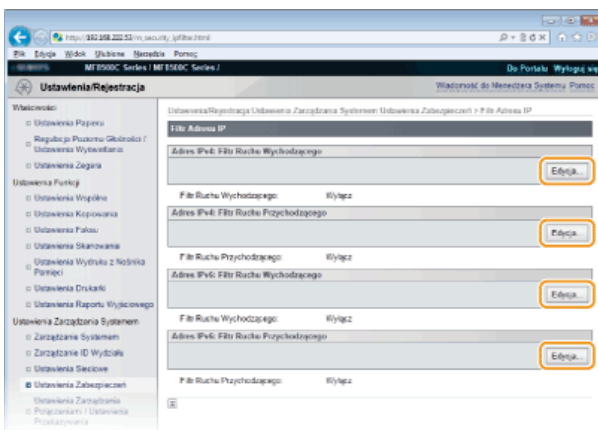 Plik Edycja Widok Ulubione Narzędzia Pomoc
MF8500C Series / MF8500C Series /
Do Portalu Wyloguj się
Ustawienia/Rejestracja
Wiadomość do Menedżera Systemu Pomoc
Właściwości
Ustawienia Papieru
Regulacja Poziomu Głośności /
Ustawienia Wyświetlania
Ustawienia Zegara
Ustawienia Funkcji
Ustawienia Wspólne
Ustawienia Kopiowania
Ustawienia Faksu
Ustawienia Skanowania
Ustawienia Wydruku z Nośnika
Pamięci
Ustawienia Drukarki
Ustawienia Raportu Wyjściowego
Ustawienia Zarządzania Systemem
Zarządzanie Systemem
Zarządzanie ID Wydziału
Ustawienia Sieciowe
Ustawienia Zabezpieczeń
Ustawienia Zarządzania
Połączeniami / Ustawienia
Przekazywania
Ustawienia/Rejestracja: Ustawienia Zarządzania Systemem: Ustawienia Zabezpieczeń > Filtr Adresu IP
Filtr Adresu IP
Adres IPv4: Filtr Ruchu Wychodzącego
Edycja...
Filtr Ruchu Wychodzącego: Wyłącz
Adres IPv4: Filtr Ruchu Przychodzącego
Edycja...
Filtr Ruchu Przychodzącego: Wyłącz
Adres IPv6: Filtr Ruchu Wychodzącego
Edycja...
Filtr Ruchu Wychodzącego: Wyłącz
Adres IPv6: Filtr Ruchu Przychodzącego
Edycja...
Filtr Ruchu Przychodzącego: Wyłącz